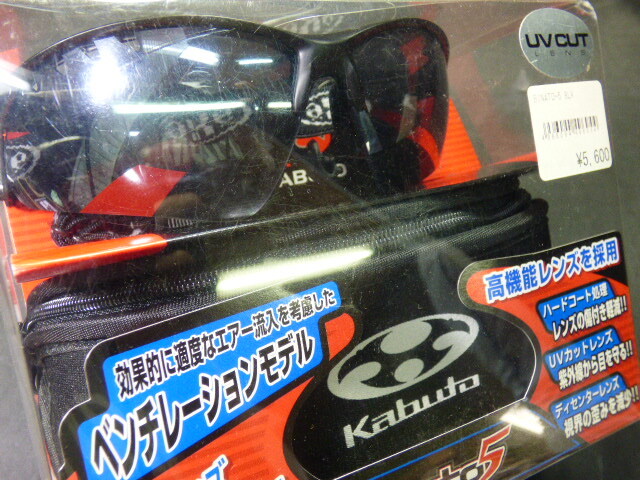 UV CUT
LENS
¥5,600
高機能レンズを採用
ハードコート処理
レンズの傷付き軽減!!
UVカットレンズ
紫外線から目を守る!!
ディセンターレンズ
視界の歪みを減少!!
効果的に適度なエアー流入を考慮した
ベンチレーションモデル
Kabuto